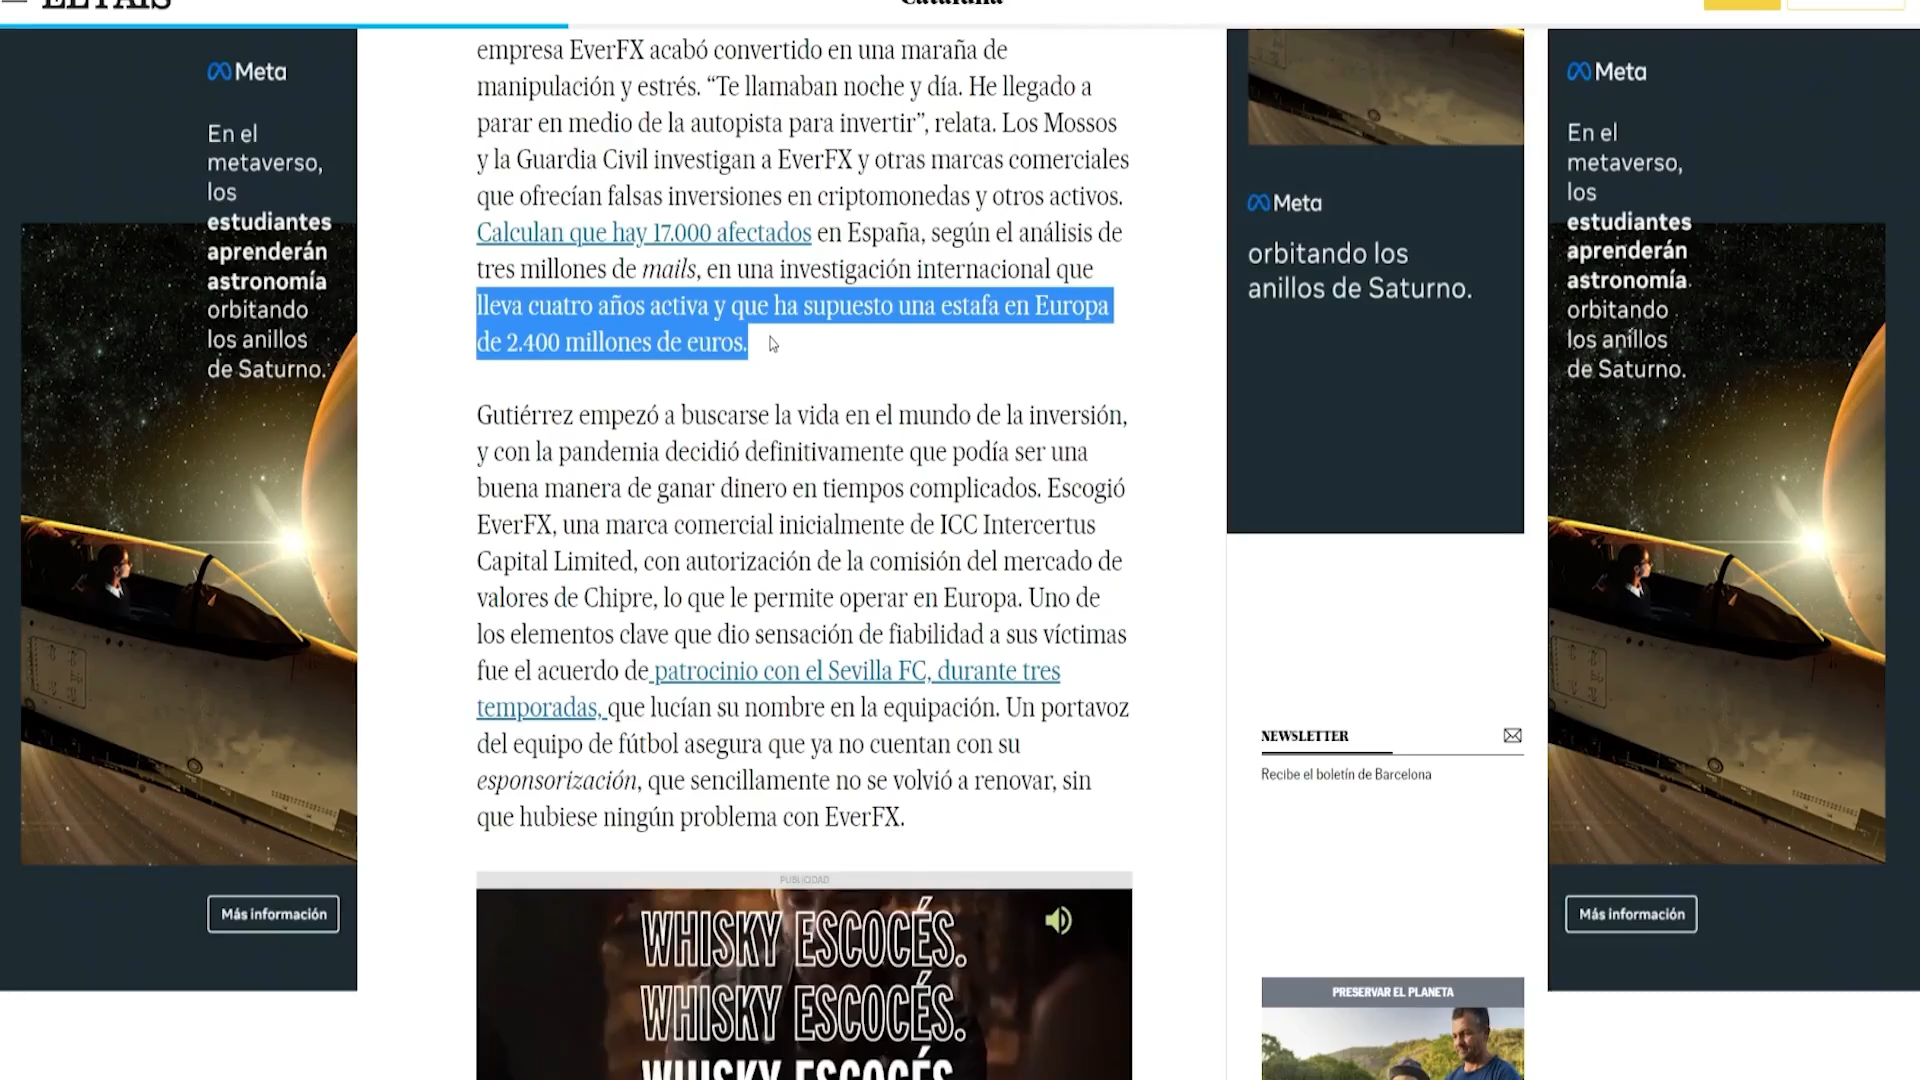 EL PAÍS
Cataluña
Meta
En el
metaverso,
los
estudiantes
aprenderán
astronomía
orbitando
los anillos
de Saturno.
Más información
empresa EverFX acabó convertido en una maraña de
manipulación y estrés. “Te llamaban noche y día. He llegado a
parar en medio de la autopista para invertir”, relata. Los Mossos
y la Guardia Civil investigan a EverFX y otras marcas comerciales
que ofrecían falsas inversiones en criptomonedas y otros activos.
Calculan que hay 17.000 afectados en España, según el análisis de
tres millones de mails, en una investigación internacional que
lleva cuatro años activa y que ha supuesto una estafa en Europa
de 2.400 millones de euros.
Gutiérrez empezó a buscarse la vida en el mundo de la inversión,
y con la pandemia decidió definitivamente que podía ser una
buena manera de ganar dinero en tiempos complicados. Escogió
EverFX, una marca comercial inicialmente de ICC Intercertus
Capital Limited, con autorización de la comisión del mercado de
valores de Chipre, lo que le permite operar en Europa. Uno de
los elementos clave que dio sensación de fiabilidad a sus víctimas
fue el acuerdo de patrocinio con el Sevilla FC, durante tres
temporadas, que lucían su nombre en la equipación. Un portavoz
del equipo de fútbol asegura que ya no cuentan con su
esponsorización, que sencillamente no se volvió a renovar, sin
que hubiese ningún problema con EverFX.
PUBLICIDAD
WHISKY ESCOCÉS.
WHISKY ESCOCÉS.
WHISKY ESCOCÉS.
Meta
orbitando los
anillos de Saturno.
NEWSLETTER
Recibe el boletín de Barcelona
PRESERVAR EL PLANETA
Meta
En el
metaverso,
los
estudiantes
aprenderán
astronomía
orbitando
los anillos
de Saturno.
Más información